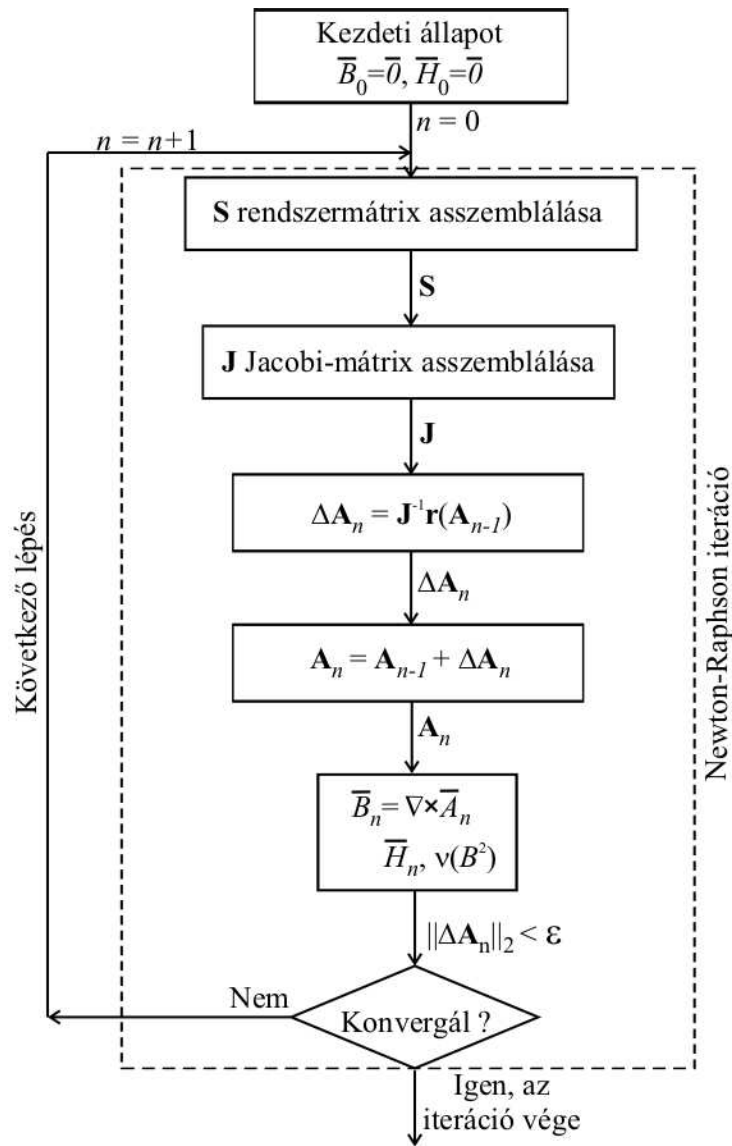 Kezdeti állapot
B̅₀=0̅, H̅₀=0̅
n = 0
n = n+1
S rendszermátrix asszemblálása
S
J Jacobi-mátrix asszemblálása
J
ΔAₙ = J⁻¹r(Aₙ₋₁)
ΔAₙ
Aₙ = Aₙ₋₁ + ΔAₙ
Aₙ
B̅ₙ = ∇×A̅ₙ
H̅ₙ, ν(B²)
||ΔAₙ||₂ < ε
Nem
Konvergál ?
Igen, az
iteráció vége
Következő lépés
Newton-Raphson iteráció